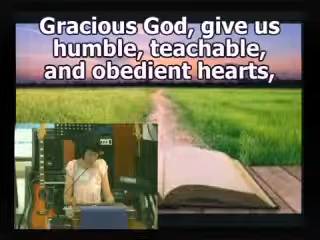 Gracious God, give us
humble, teachable,
and obedient hearts,